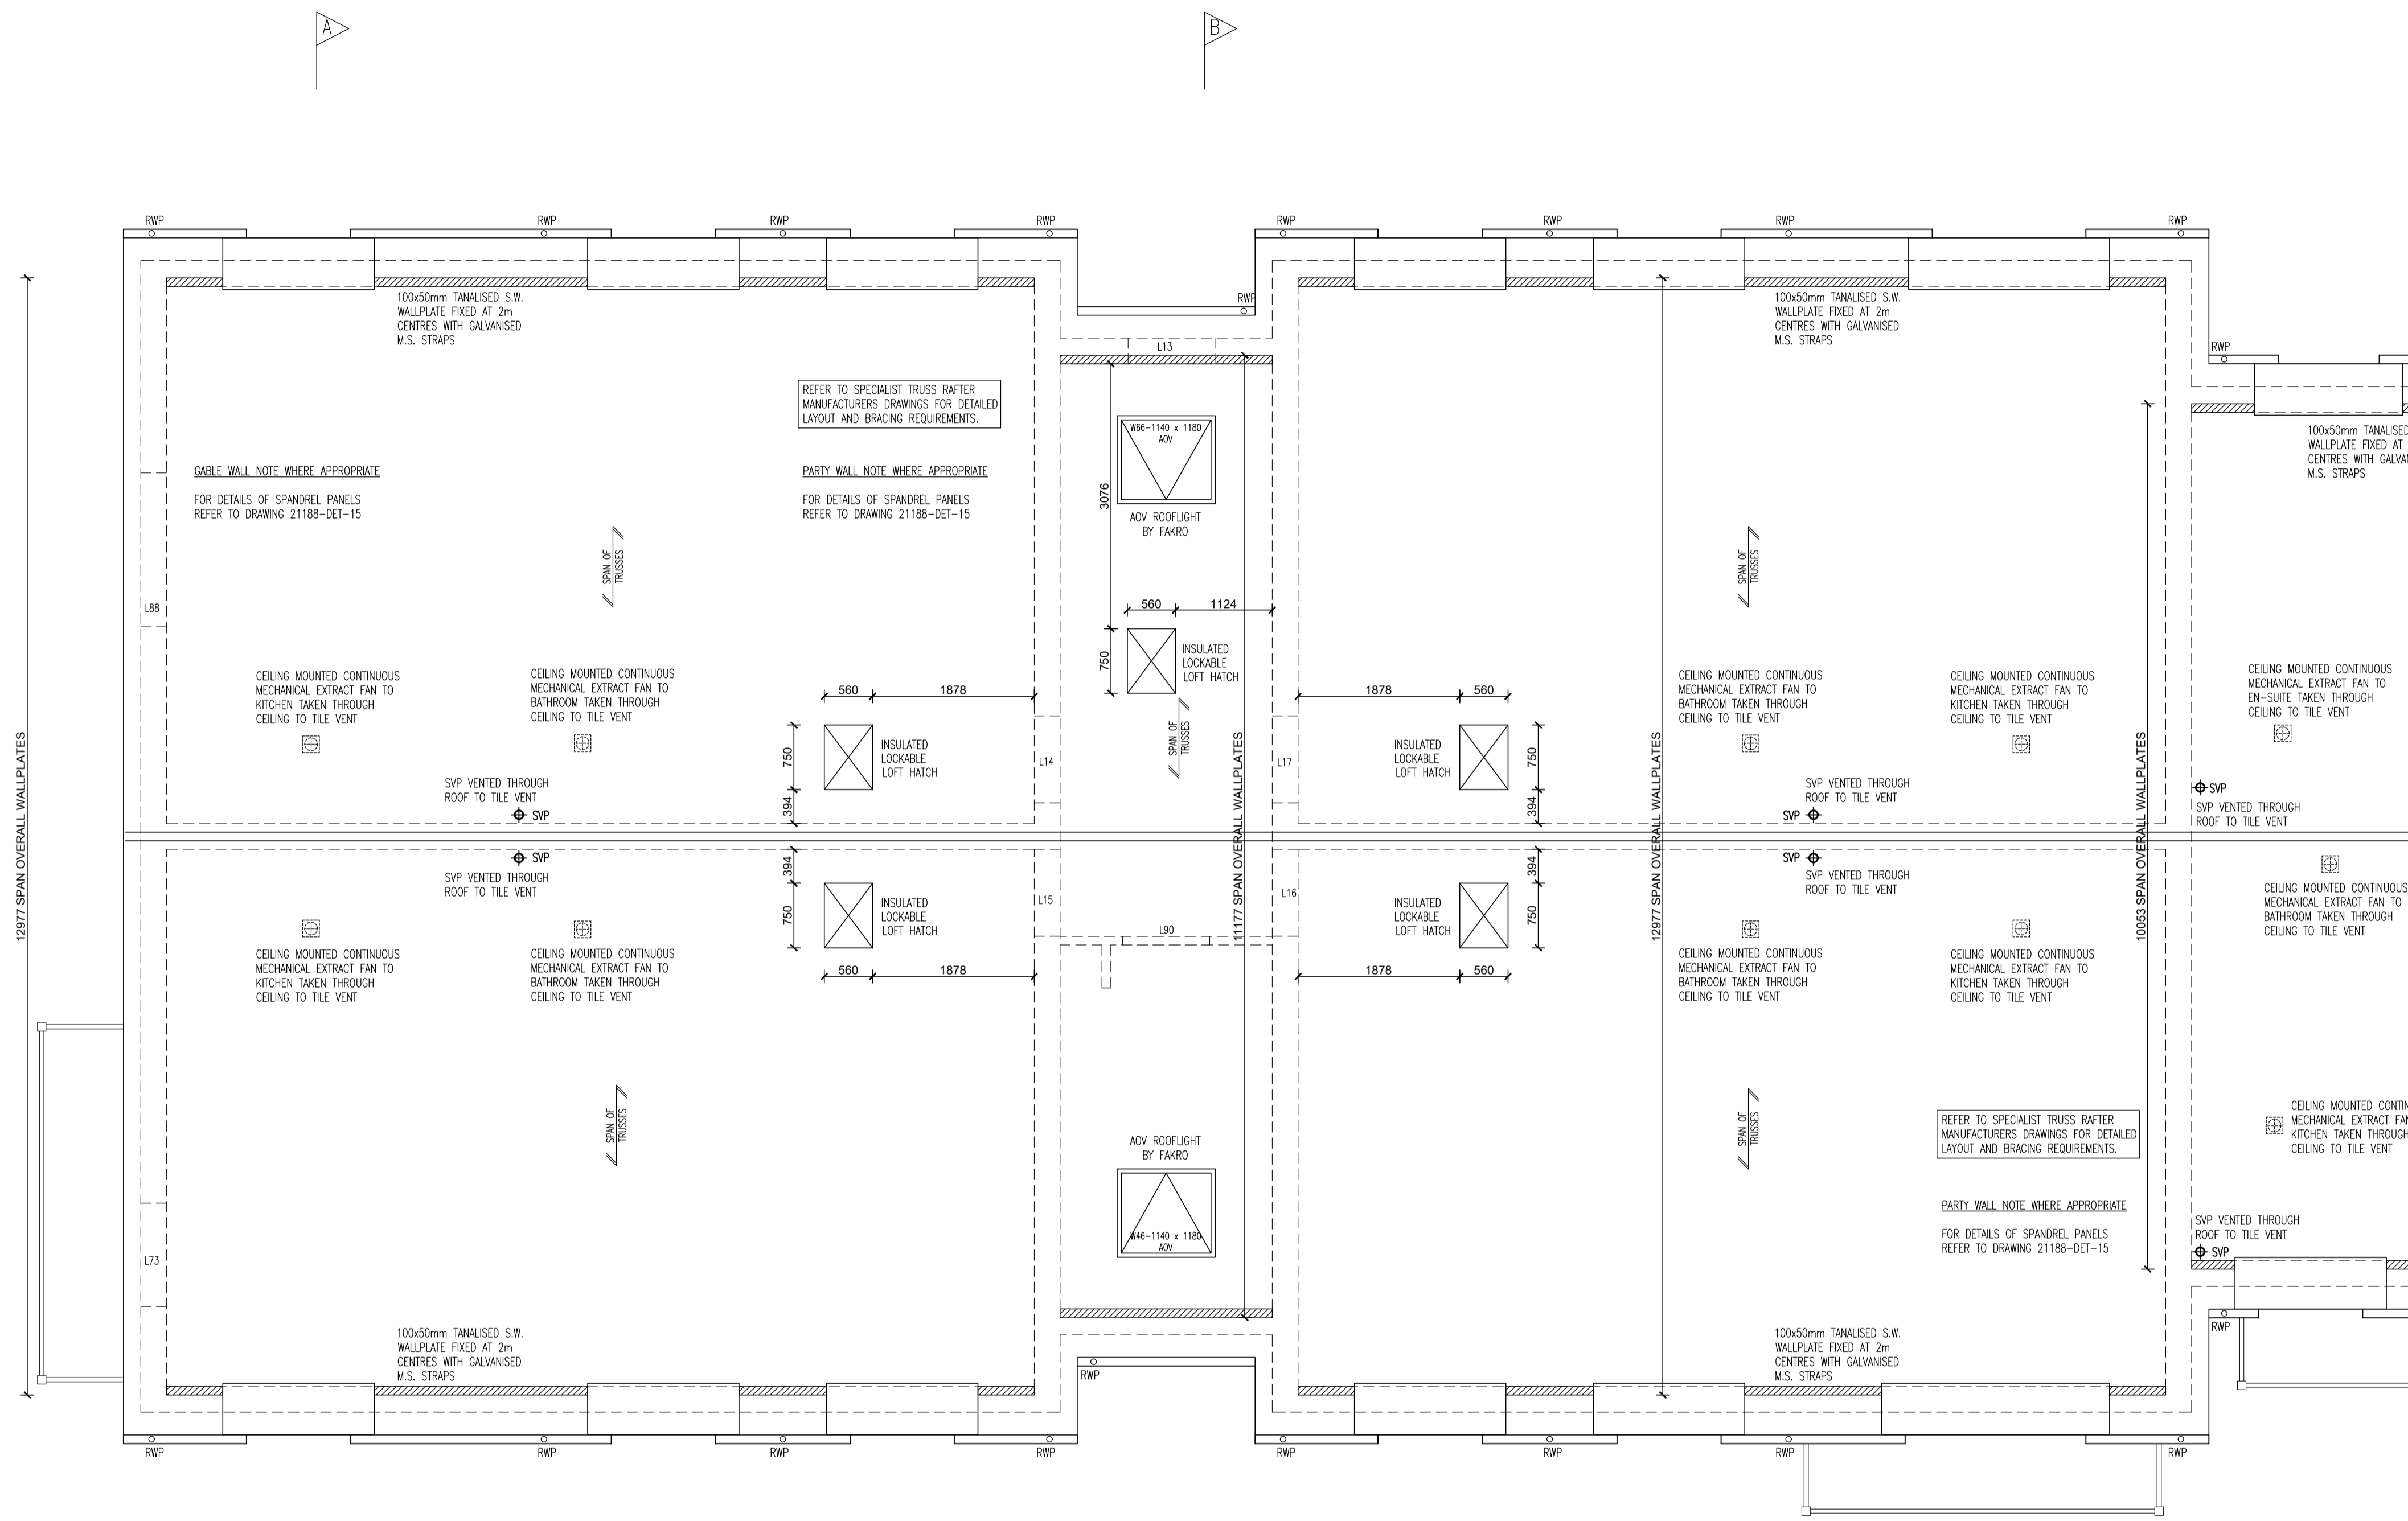 A
B
RWP
RWP
RWP
RWP
RWP
RWP
RWP
RWP
RWP
RWP
100x50mm TANALISED S.W.
WALLPLATE FIXED AT 2m
CENTRES WITH GALVANISED
M.S. STRAPS
L13
100x50mm TANALISED S.W.
WALLPLATE FIXED AT 2m
CENTRES WITH GALVANISED
M.S. STRAPS
REFER TO SPECIALIST TRUSS RAFTER
MANUFACTURERS DRAWINGS FOR DETAILED
LAYOUT AND BRACING REQUIREMENTS.
W66-1140 x 1180
AOV
100x50mm TANALISED
WALLPLATE FIXED AT
CENTRES WITH GALVA
M.S. STRAPS
GABLE WALL NOTE WHERE APPROPRIATE
FOR DETAILS OF SPANDREL PANELS
REFER TO DRAWING 21188-DET-15
PARTY WALL NOTE WHERE APPROPRIATE
FOR DETAILS OF SPANDREL PANELS
REFER TO DRAWING 21188-DET-15
3076
AOV ROOFLIGHT
BY FAKRO
SPAN OF
TRUSSES
SPAN OF
TRUSSES
L88
560
1124
750
INSULATED
LOCKABLE
LOFT HATCH
CEILING MOUNTED CONTINUOUS
MECHANICAL EXTRACT FAN TO
KITCHEN TAKEN THROUGH
CEILING TO TILE VENT
CEILING MOUNTED CONTINUOUS
MECHANICAL EXTRACT FAN TO
BATHROOM TAKEN THROUGH
CEILING TO TILE VENT
560
1878
1878
560
CEILING MOUNTED CONTINUOUS
MECHANICAL EXTRACT FAN TO
BATHROOM TAKEN THROUGH
CEILING TO TILE VENT
CEILING MOUNTED CONTINUOUS
MECHANICAL EXTRACT FAN TO
KITCHEN TAKEN THROUGH
CEILING TO TILE VENT
CEILING MOUNTED CONTINUOUS
MECHANICAL EXTRACT FAN TO
EN-SUITE TAKEN THROUGH
CEILING TO TILE VENT
12977 SPAN OVERALL WALLPLATES
750
INSULATED
LOCKABLE
LOFT HATCH
L14
SPAN OF
TRUSSES
11177 SPAN OVERALL WALLPLATES
L17
INSULATED
LOCKABLE
LOFT HATCH
750
12977 SPAN OVERALL WALLPLATES
10053 SPAN OVERALL WALLPLATES
SVP VENTED THROUGH
ROOF TO TILE VENT
SVP
394
394
SVP VENTED THROUGH
ROOF TO TILE VENT
SVP
SVP
SVP VENTED THROUGH
ROOF TO TILE VENT
SVP
SVP VENTED THROUGH
ROOF TO TILE VENT
394
750
INSULATED
LOCKABLE
LOFT HATCH
L15
L16
L90
INSULATED
LOCKABLE
LOFT HATCH
394
750
SVP
SVP VENTED THROUGH
ROOF TO TILE VENT
CEILING MOUNTED CONTINUOUS
MECHANICAL EXTRACT FAN TO
BATHROOM TAKEN THROUGH
CEILING TO TILE VENT
CEILING MOUNTED CONTINUOUS
MECHANICAL EXTRACT FAN TO
KITCHEN TAKEN THROUGH
CEILING TO TILE VENT
CEILING MOUNTED CONTINUOUS
MECHANICAL EXTRACT FAN TO
BATHROOM TAKEN THROUGH
CEILING TO TILE VENT
560
1878
1878
560
CEILING MOUNTED CONTINUOUS
MECHANICAL EXTRACT FAN TO
BATHROOM TAKEN THROUGH
CEILING TO TILE VENT
CEILING MOUNTED CONTINUOUS
MECHANICAL EXTRACT FAN TO
KITCHEN TAKEN THROUGH
CEILING TO TILE VENT
SPAN OF
TRUSSES
AOV ROOFLIGHT
BY FAKRO
SPAN OF
TRUSSES
REFER TO SPECIALIST TRUSS RAFTER
MANUFACTURERS DRAWINGS FOR DETAILED
LAYOUT AND BRACING REQUIREMENTS.
CEILING MOUNTED CONTIN
MECHANICAL EXTRACT FAN
KITCHEN TAKEN THROUGH
CEILING TO TILE VENT
L73
W46-1140 x 1180
AOV
PARTY WALL NOTE WHERE APPROPRIATE
FOR DETAILS OF SPANDREL PANELS
REFER TO DRAWING 21188-DET-15
SVP VENTED THROUGH
ROOF TO TILE VENT
SVP
100x50mm TANALISED S.W.
WALLPLATE FIXED AT 2m
CENTRES WITH GALVANISED
M.S. STRAPS
RWP
100x50mm TANALISED S.W.
WALLPLATE FIXED AT 2m
CENTRES WITH GALVANISED
M.S. STRAPS
RWP
RWP
RWP
RWP
RWP
RWP
RWP
RWP
RWP